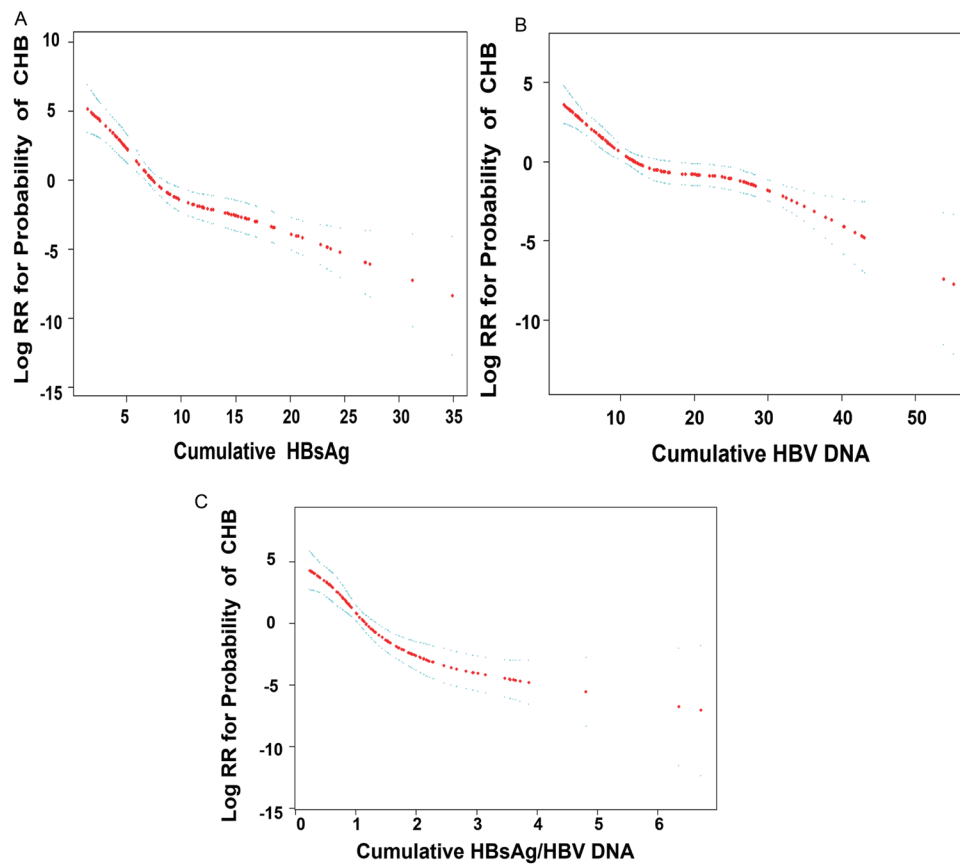 A
Log RR for Probability of CHB
10
5
0
-5
-10
-15
5 10 15 20 25 30 35
Cumulative HBsAg
B
Log RR for Probability of CHB
5
0
-5
-10
10 20 30 40 50
Cumulative HBV DNA
C
Log RR for Probability of CHB
5
0
-5
-10
-15
0 1 2 3 4 5 6
Cumulative HBsAg/HBV DNA